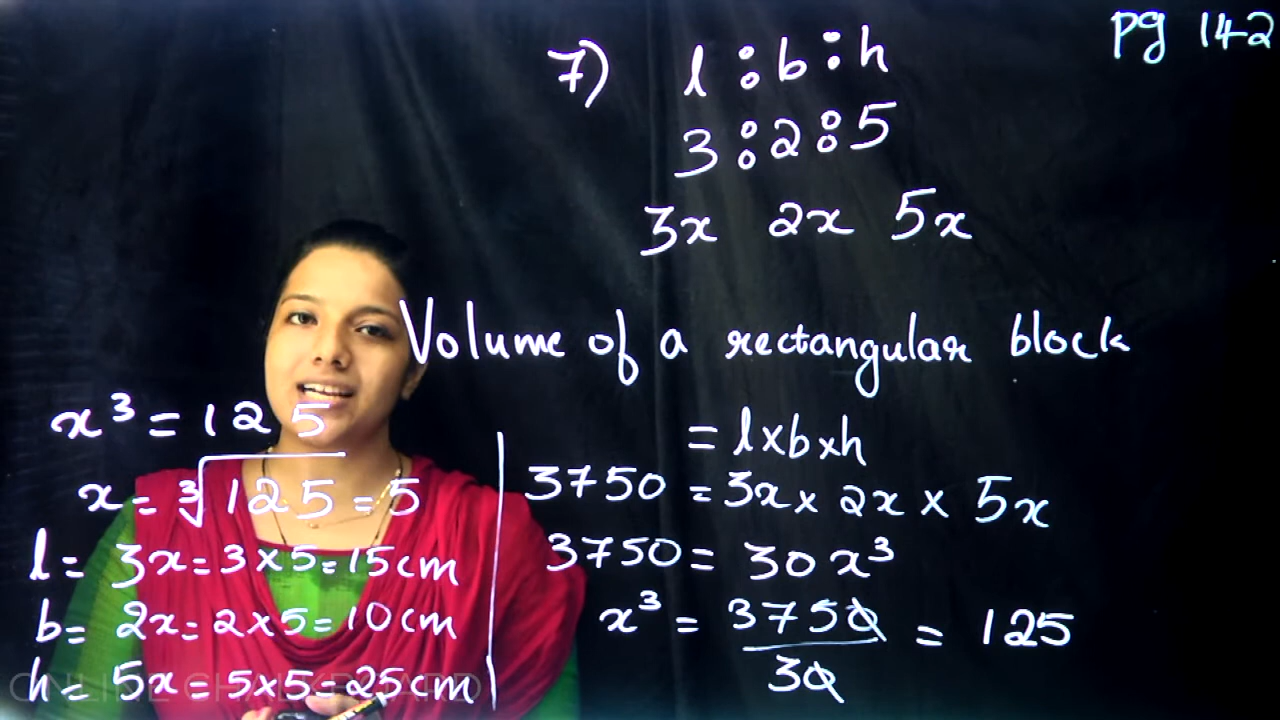 pg 142
7) l : b : h
3 : 2 : 5
3x 2x 5x
Volume of a rectangular block
= l x b x h
3750 = 3x x 2x x 5x
3750 = 30x³
x³ = 3750/30 = 125
x³ = 125
x = ∛125 = 5
l = 3x = 3 x 5 = 15 cm
b = 2x = 2 x 5 = 10 cm
h = 5x = 5 x 5 = 25 cm
ONLINE CHALKBOARD